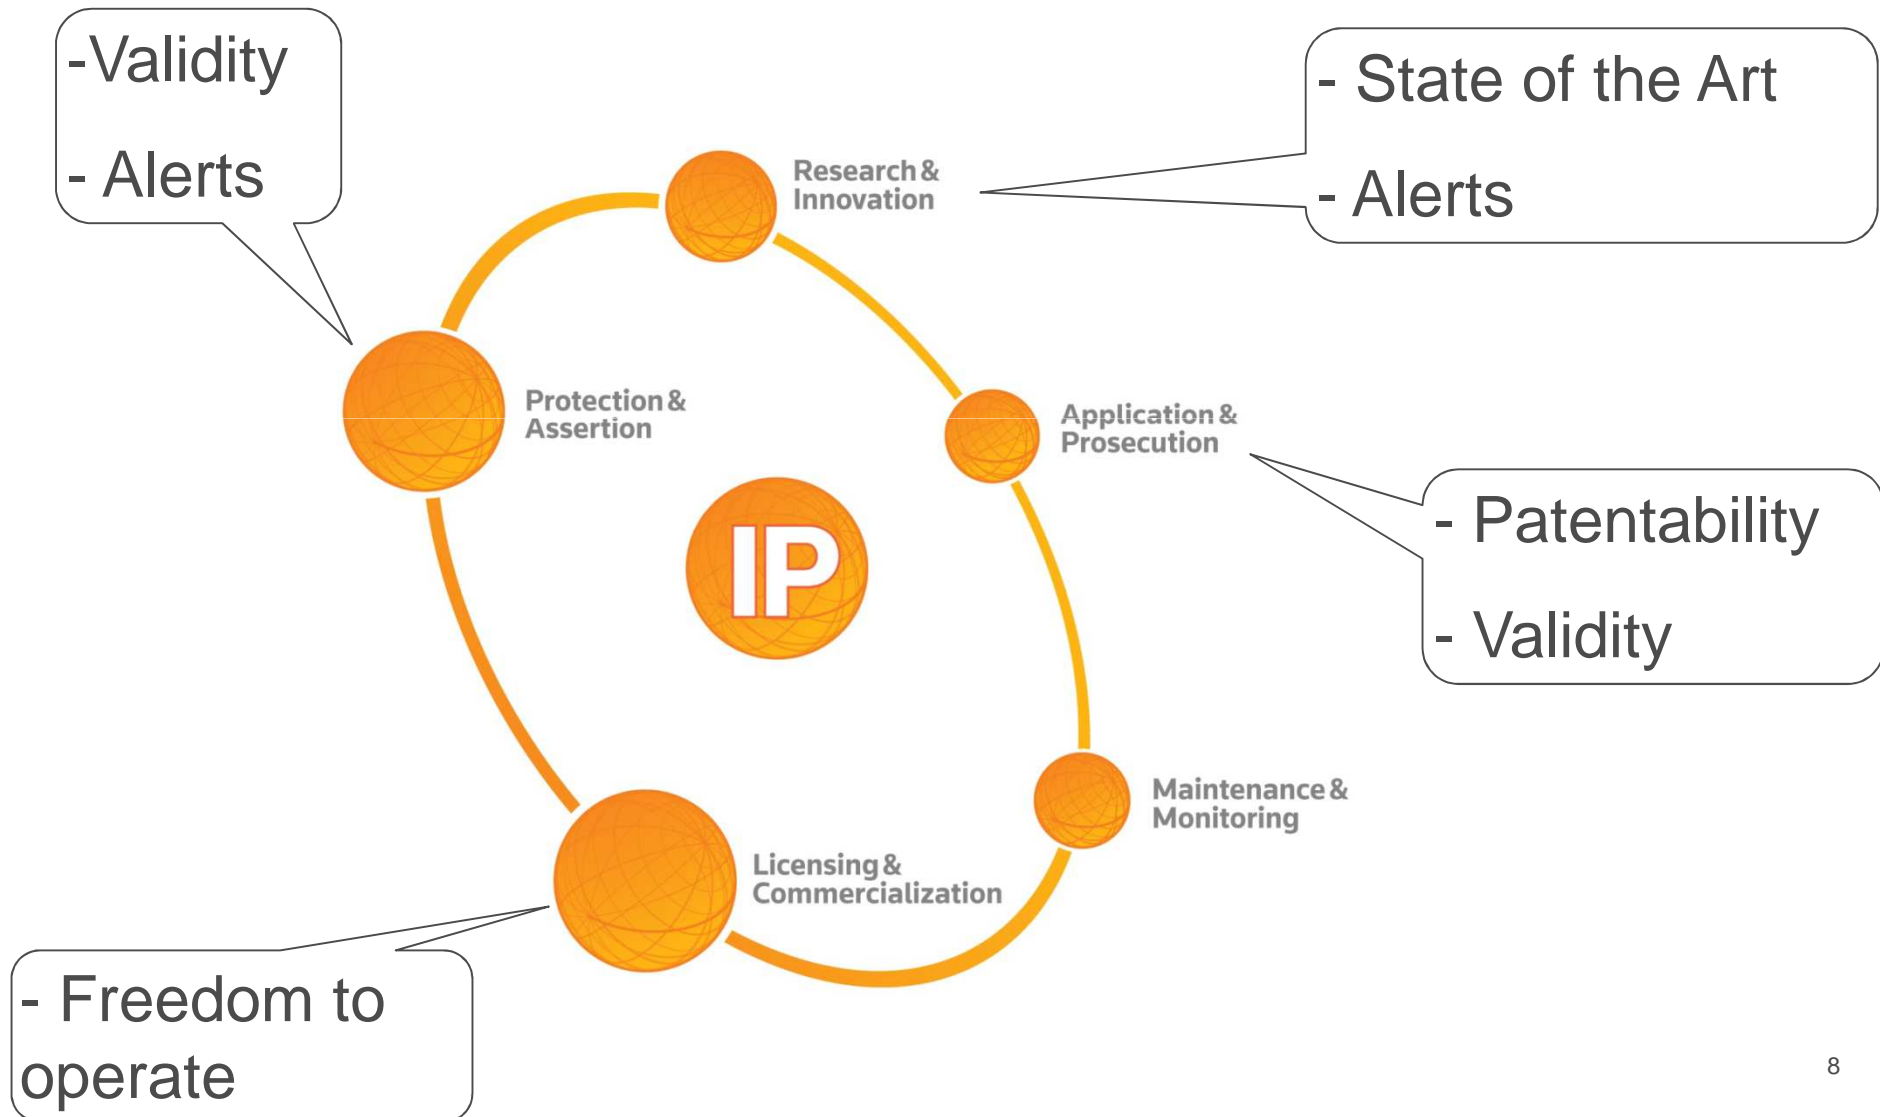 -Validity
- Alerts
- State of the Art
- Alerts
Research &
Innovation
Protection &
Assertion
Application &
Prosecution
IP
- Patentability
- Validity
Maintenance &
Monitoring
Licensing &
Commercialization
- Freedom to
operate
8